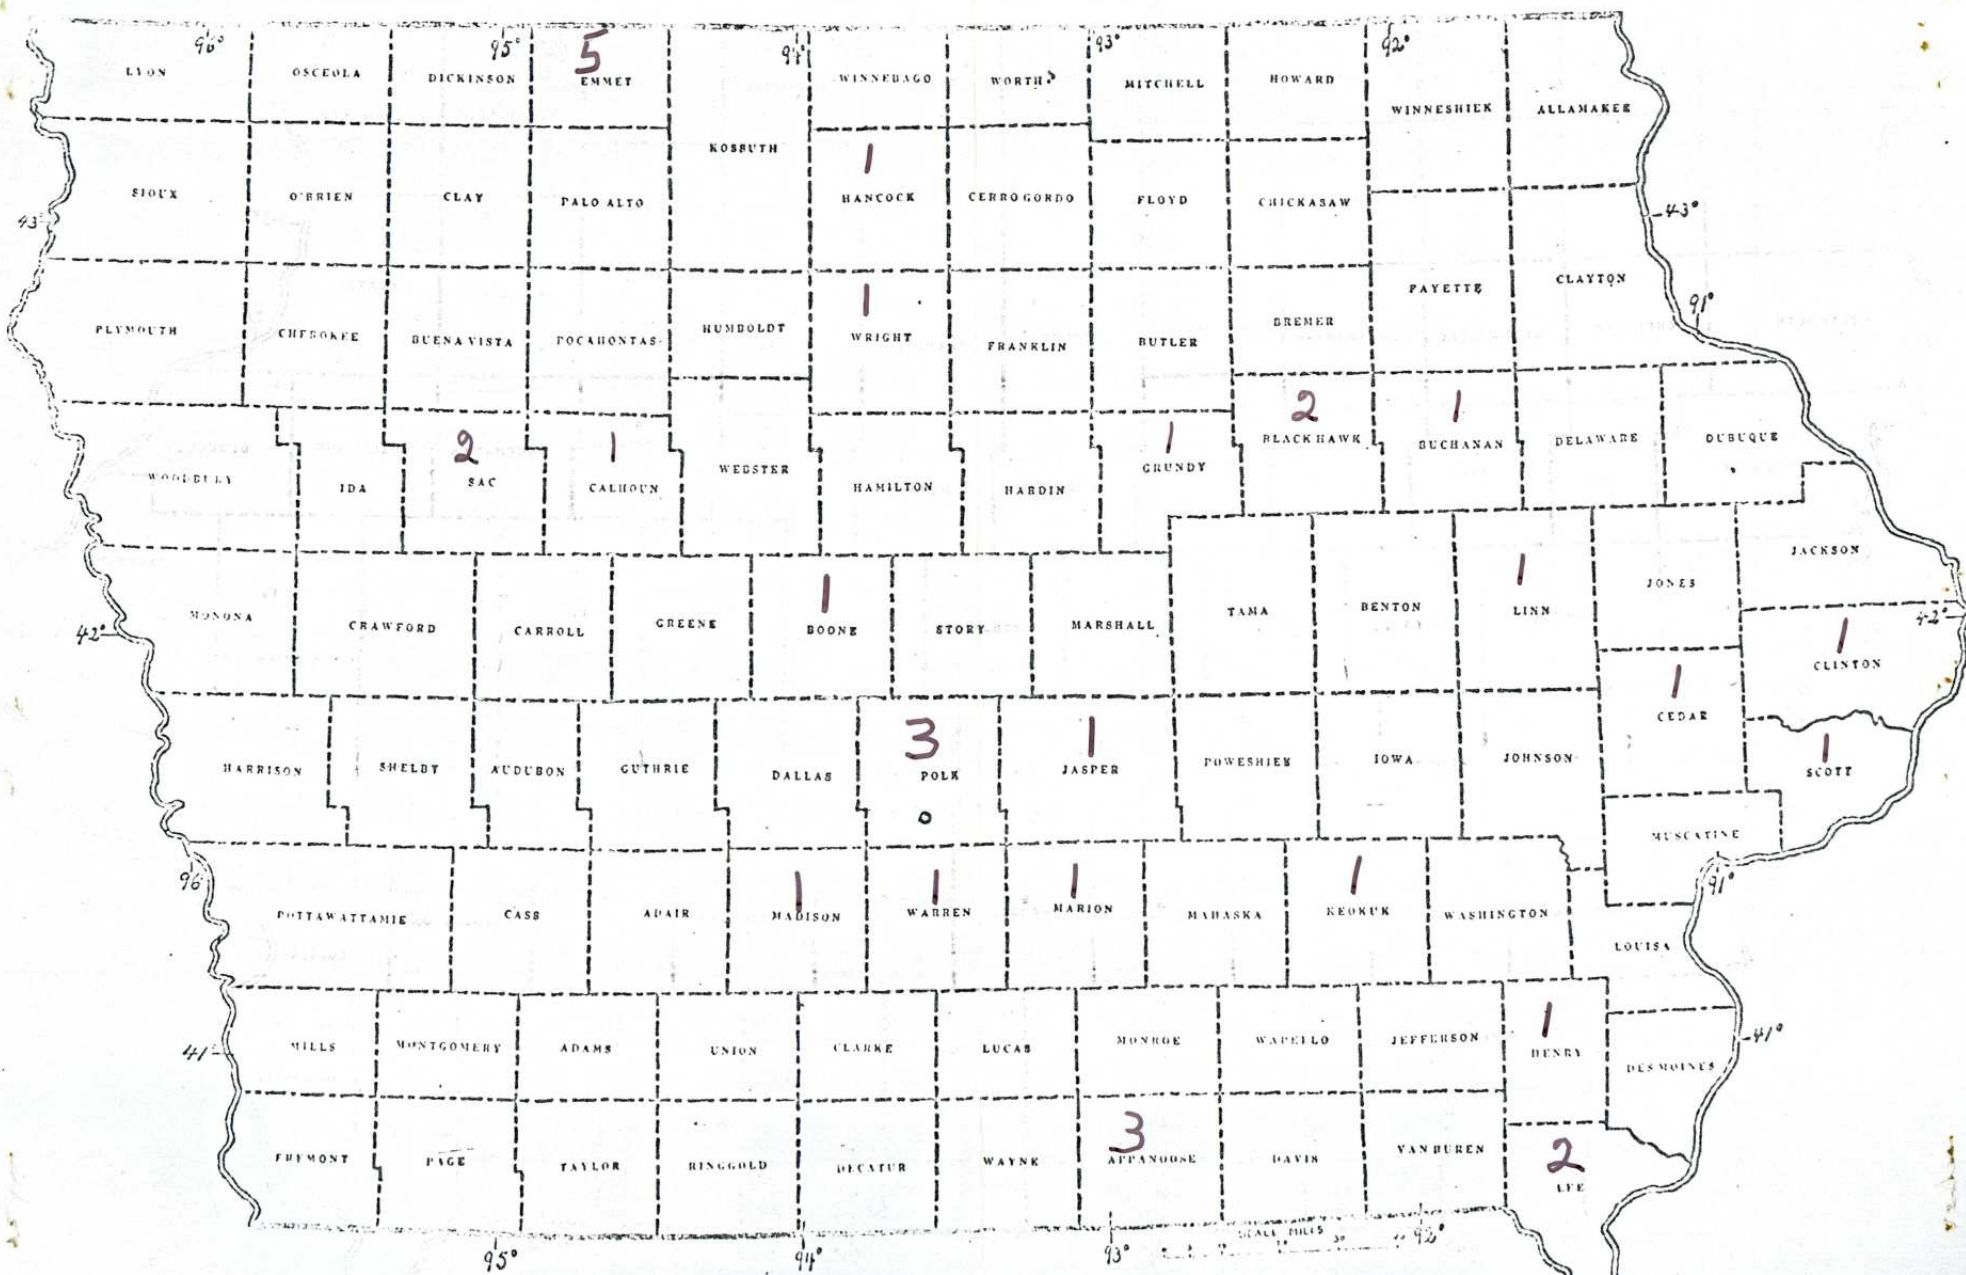 96° 95° 94° 93° 92°
5
LYON OSCEOLA DICKINSON EMMET WINNEBAGO WORTH MITCHELL HOWARD WINNESHIEK ALLAMAKEE
KOSSUTH
1
SIOUX O'BRIEN CLAY PALO ALTO HANCOCK CERRO GORDO FLOYD CHICKASAW
43 43°
1
PAYETTE CLAYTON
91°
PLYMOUTH CHEROKEE BUENA VISTA POCAHONTAS HUMBOLDT WRIGHT FRANKLIN BUTLER BREMER
2 1 1 2 1
WOODBURY IDA SAC CALHOUN WEBSTER HAMILTON HARDIN GRUNDY BLACKHAWK BUCHANAN DELAWARE DUBUQUE
1 1
MONONA CRAWFORD CARROLL GREENE BOONE STORY MARSHALL TAMA BENTON LINN JONES JACKSON
42° 42°
1 1
CEDAR CLINTON
3 1 1
HARRISON SHELBY AUDUBON GUTHRIE DALLAS POLK JASPER POWESHIEK IOWA JOHNSON SCOTT
MUSCATINE
96 91°
1 1 1 1
POTTAWATTAMIE CASS ADAIR MADISON WARREN MARION MAHASKA KEOKUK WASHINGTON
LOUISA
1
MILLS MONTGOMERY ADAMS UNION CLARKE LUCAS MONROE WAPELLO JEFFERSON HENRY DES MOINES
41° 41°
3 2
FREMONT PAGE TAYLOR RINGGOLD DECATUR WAYNE APPANOOSE DAVIS VAN BUREN LEE
SCALE MILES
95° 94° 93° 92°